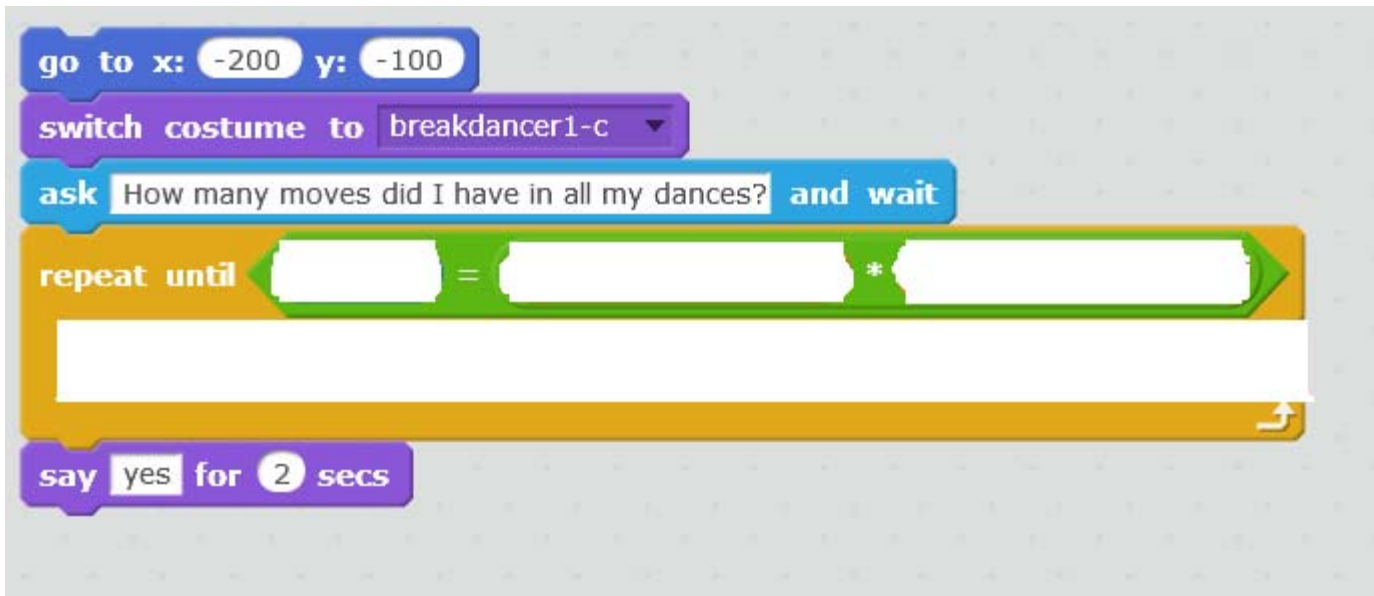 go to x: -200 y: -100
switch costume to breakdancer1-c
ask How many moves did I have in all my dances? and wait
repeat until = *
say yes for 2 secs